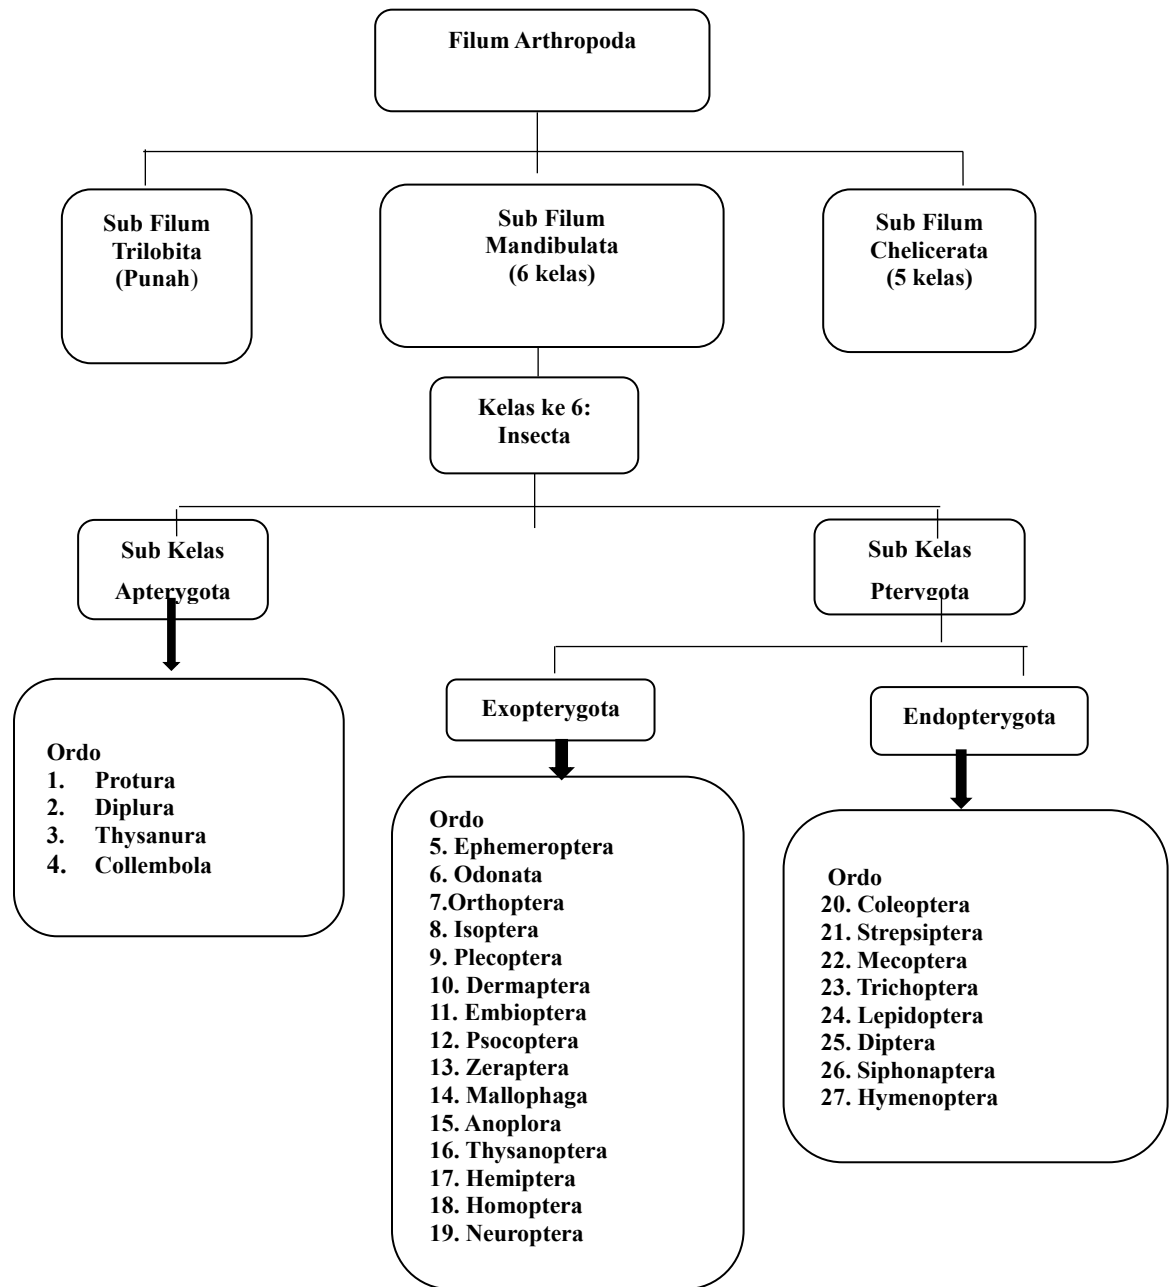 Filum Arthropoda
Sub Filum
Trilobita
(Punah)
Sub Filum
Mandibulata
(6 kelas)
Sub Filum
Chelicerata
(5 kelas)
Kelas ke 6:
Insecta
Sub Kelas
Apterygota
Sub Kelas
Pterygota
Ordo
1. Protura
2. Diplura
3. Thysanura
4. Collembola
Exopterygota
Ordo
5. Ephemeroptera
6. Odonata
7.Orthoptera
8. Isoptera
9. Plecoptera
10. Dermaptera
11. Embioptera
12. Psocoptera
13. Zeraptera
14. Mallophaga
15. Anoplora
16. Thysanoptera
17. Hemiptera
18. Homoptera
19. Neuroptera
Endopterygota
Ordo
20. Coleoptera
21. Strepsiptera
22. Mecoptera
23. Trichoptera
24. Lepidoptera
25. Diptera
26. Siphonaptera
27. Hymenoptera